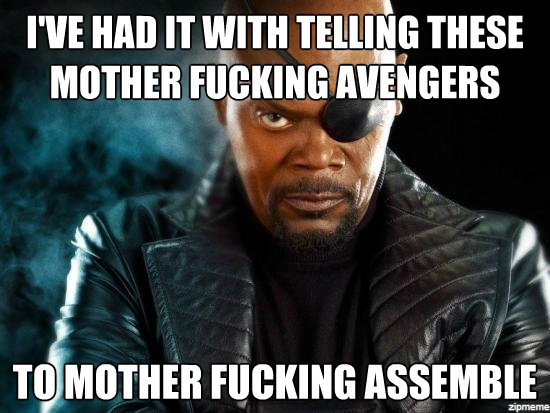 I'VE HAD IT WITH TELLING THESE
MOTHER FUCKING AVENGERS
TO MOTHER FUCKING ASSEMBLE
zipmeme